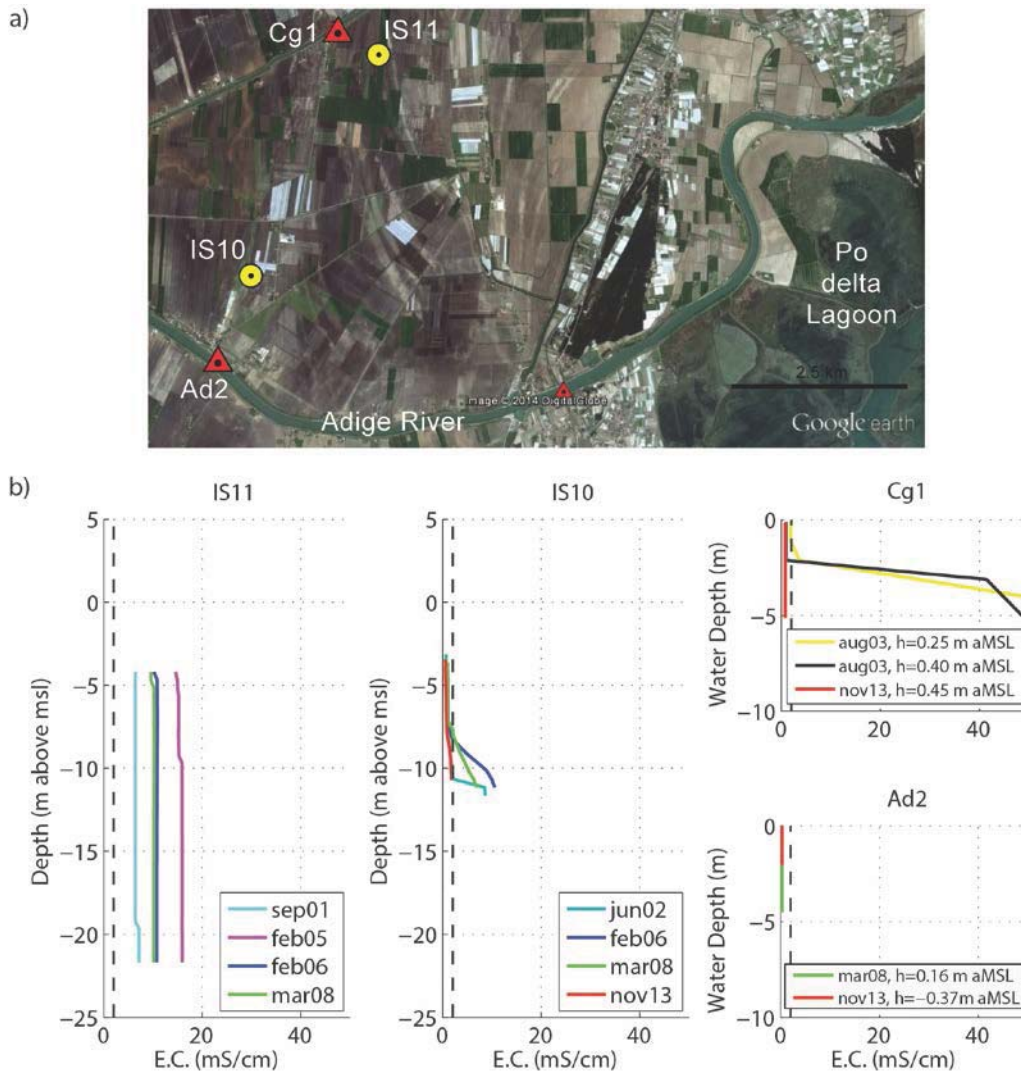 a)
Cg1
IS11
IS10
Po
delta
Lagoon
Ad2
2.5 km
mage © 2014 DigitalGlobe
Adige River
Google earth
b)
IS11
5
0
−5
−10
−15
−20
−25
Depth (m above msl)
sep01
feb05
feb06
mar08
0
20
40
E.C. (mS/cm)
IS10
5
0
−5
−10
−15
−20
−25
Depth (m above msl)
jun02
feb06
mar08
nov13
0
20
40
E.C. (mS/cm)
Cg1
0
−5
−10
Water Depth (m)
aug03, h=0.25 m aMSL
aug03, h=0.40 m aMSL
nov13, h=0.45 m aMSL
0
20
40
Ad2
0
−5
−10
Water Depth (m)
mar08, h=0.16 m aMSL
nov13, h=−0.37m aMSL
0
20
40
E.C. (mS/cm)